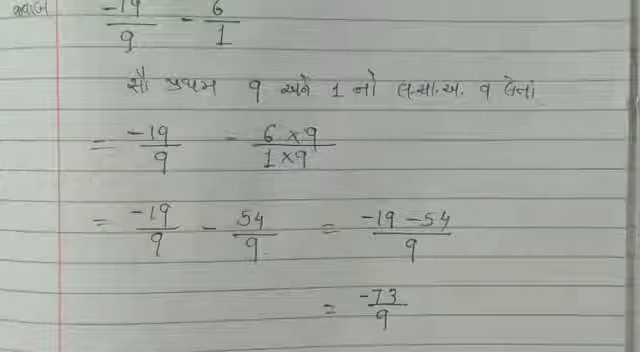 જવાબ -19/9 - 6/1
સૌ પ્રથમ 9 અને 1 નો લ.સા.અ. 9 લેતાં
= -19/9 - 6×9/1×9
= -19/9 - 54/9 = -19-54/9
= -73/9